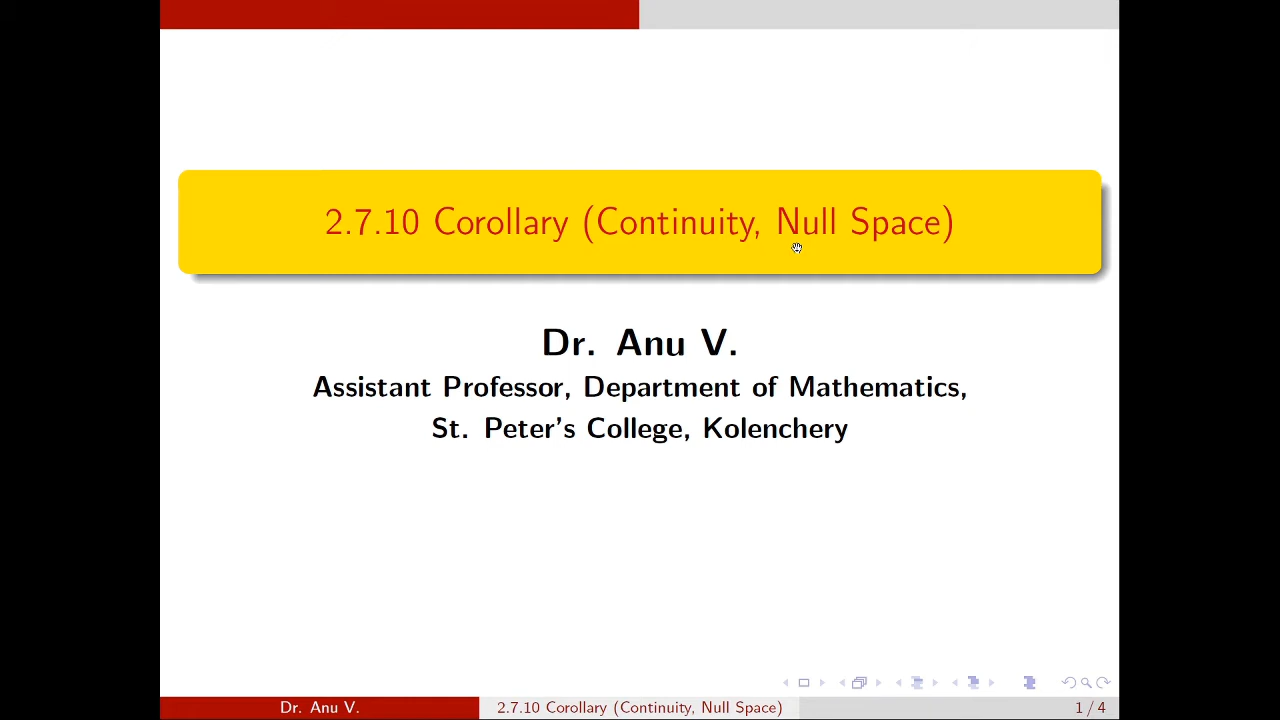 2.7.10 Corollary (Continuity, Null Space)
Dr. Anu V.
Assistant Professor, Department of Mathematics,
St. Peter's College, Kolenchery
Dr. Anu V.
2.7.10 Corollary (Continuity, Null Space)
1 / 4